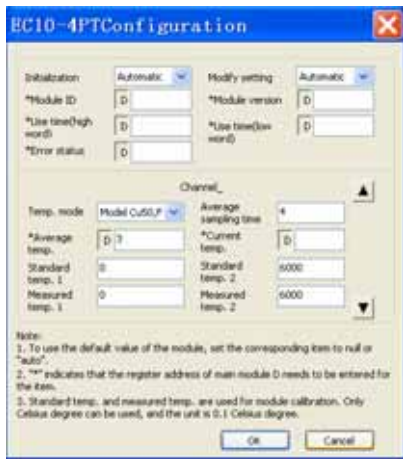 EC10-4PTConfiguration
Initialization Automatic Modify setting Automatic
*Module ID D *Module version D
*Use time(high word) D *Use time(low word) D
*Error status D
Channel_
Temp. mode Model Cu50,F Average sampling time 4
*Average temp. D 3 *Current temp. D
Standard temp. 1 0 Standard temp. 2 6000
Measured temp. 1 0 Measured temp. 2 6000
Note:
1. To use the default value of the module, set the corresponding item to null or
"auto".
2. "*" indicates that the register address of main module D needs to be entered for
the item.
3. Standard temp. and measured temp. are used for module calibration. Only
Celsius degree can be used, and the unit is 0.1 Celsius degree.
OK Cancel